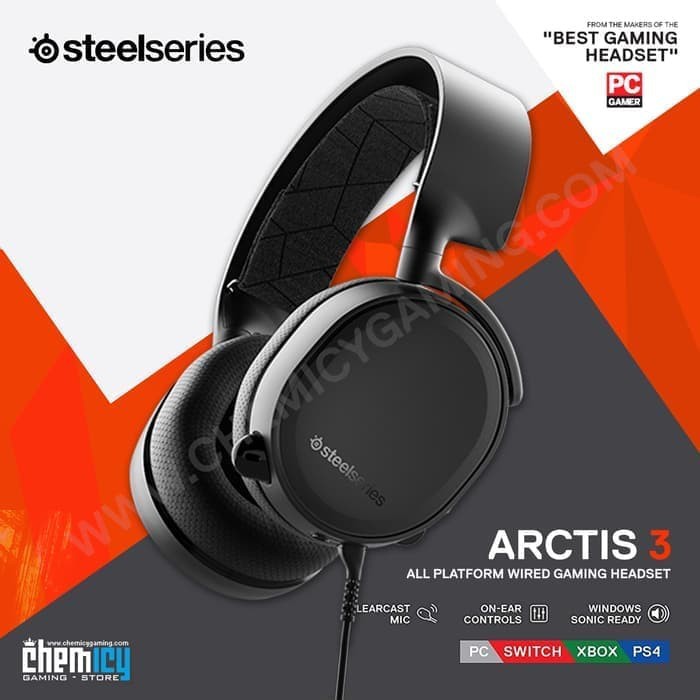 steelseries
FROM THE MAKERS OF THE
"BEST GAMING
HEADSET"
PC
GAMER
WWW.CHEMICYGAMING.COM
steelseries
ARCTIS 3
ALL PLATFORM WIRED GAMING HEADSET
LEARCAST
MIC
ON-EAR
CONTROLS
WINDOWS
SONIC READY
PC SWITCH XBOX PS4
www.chemicygaming.com
chemicy
GAMING - STORE